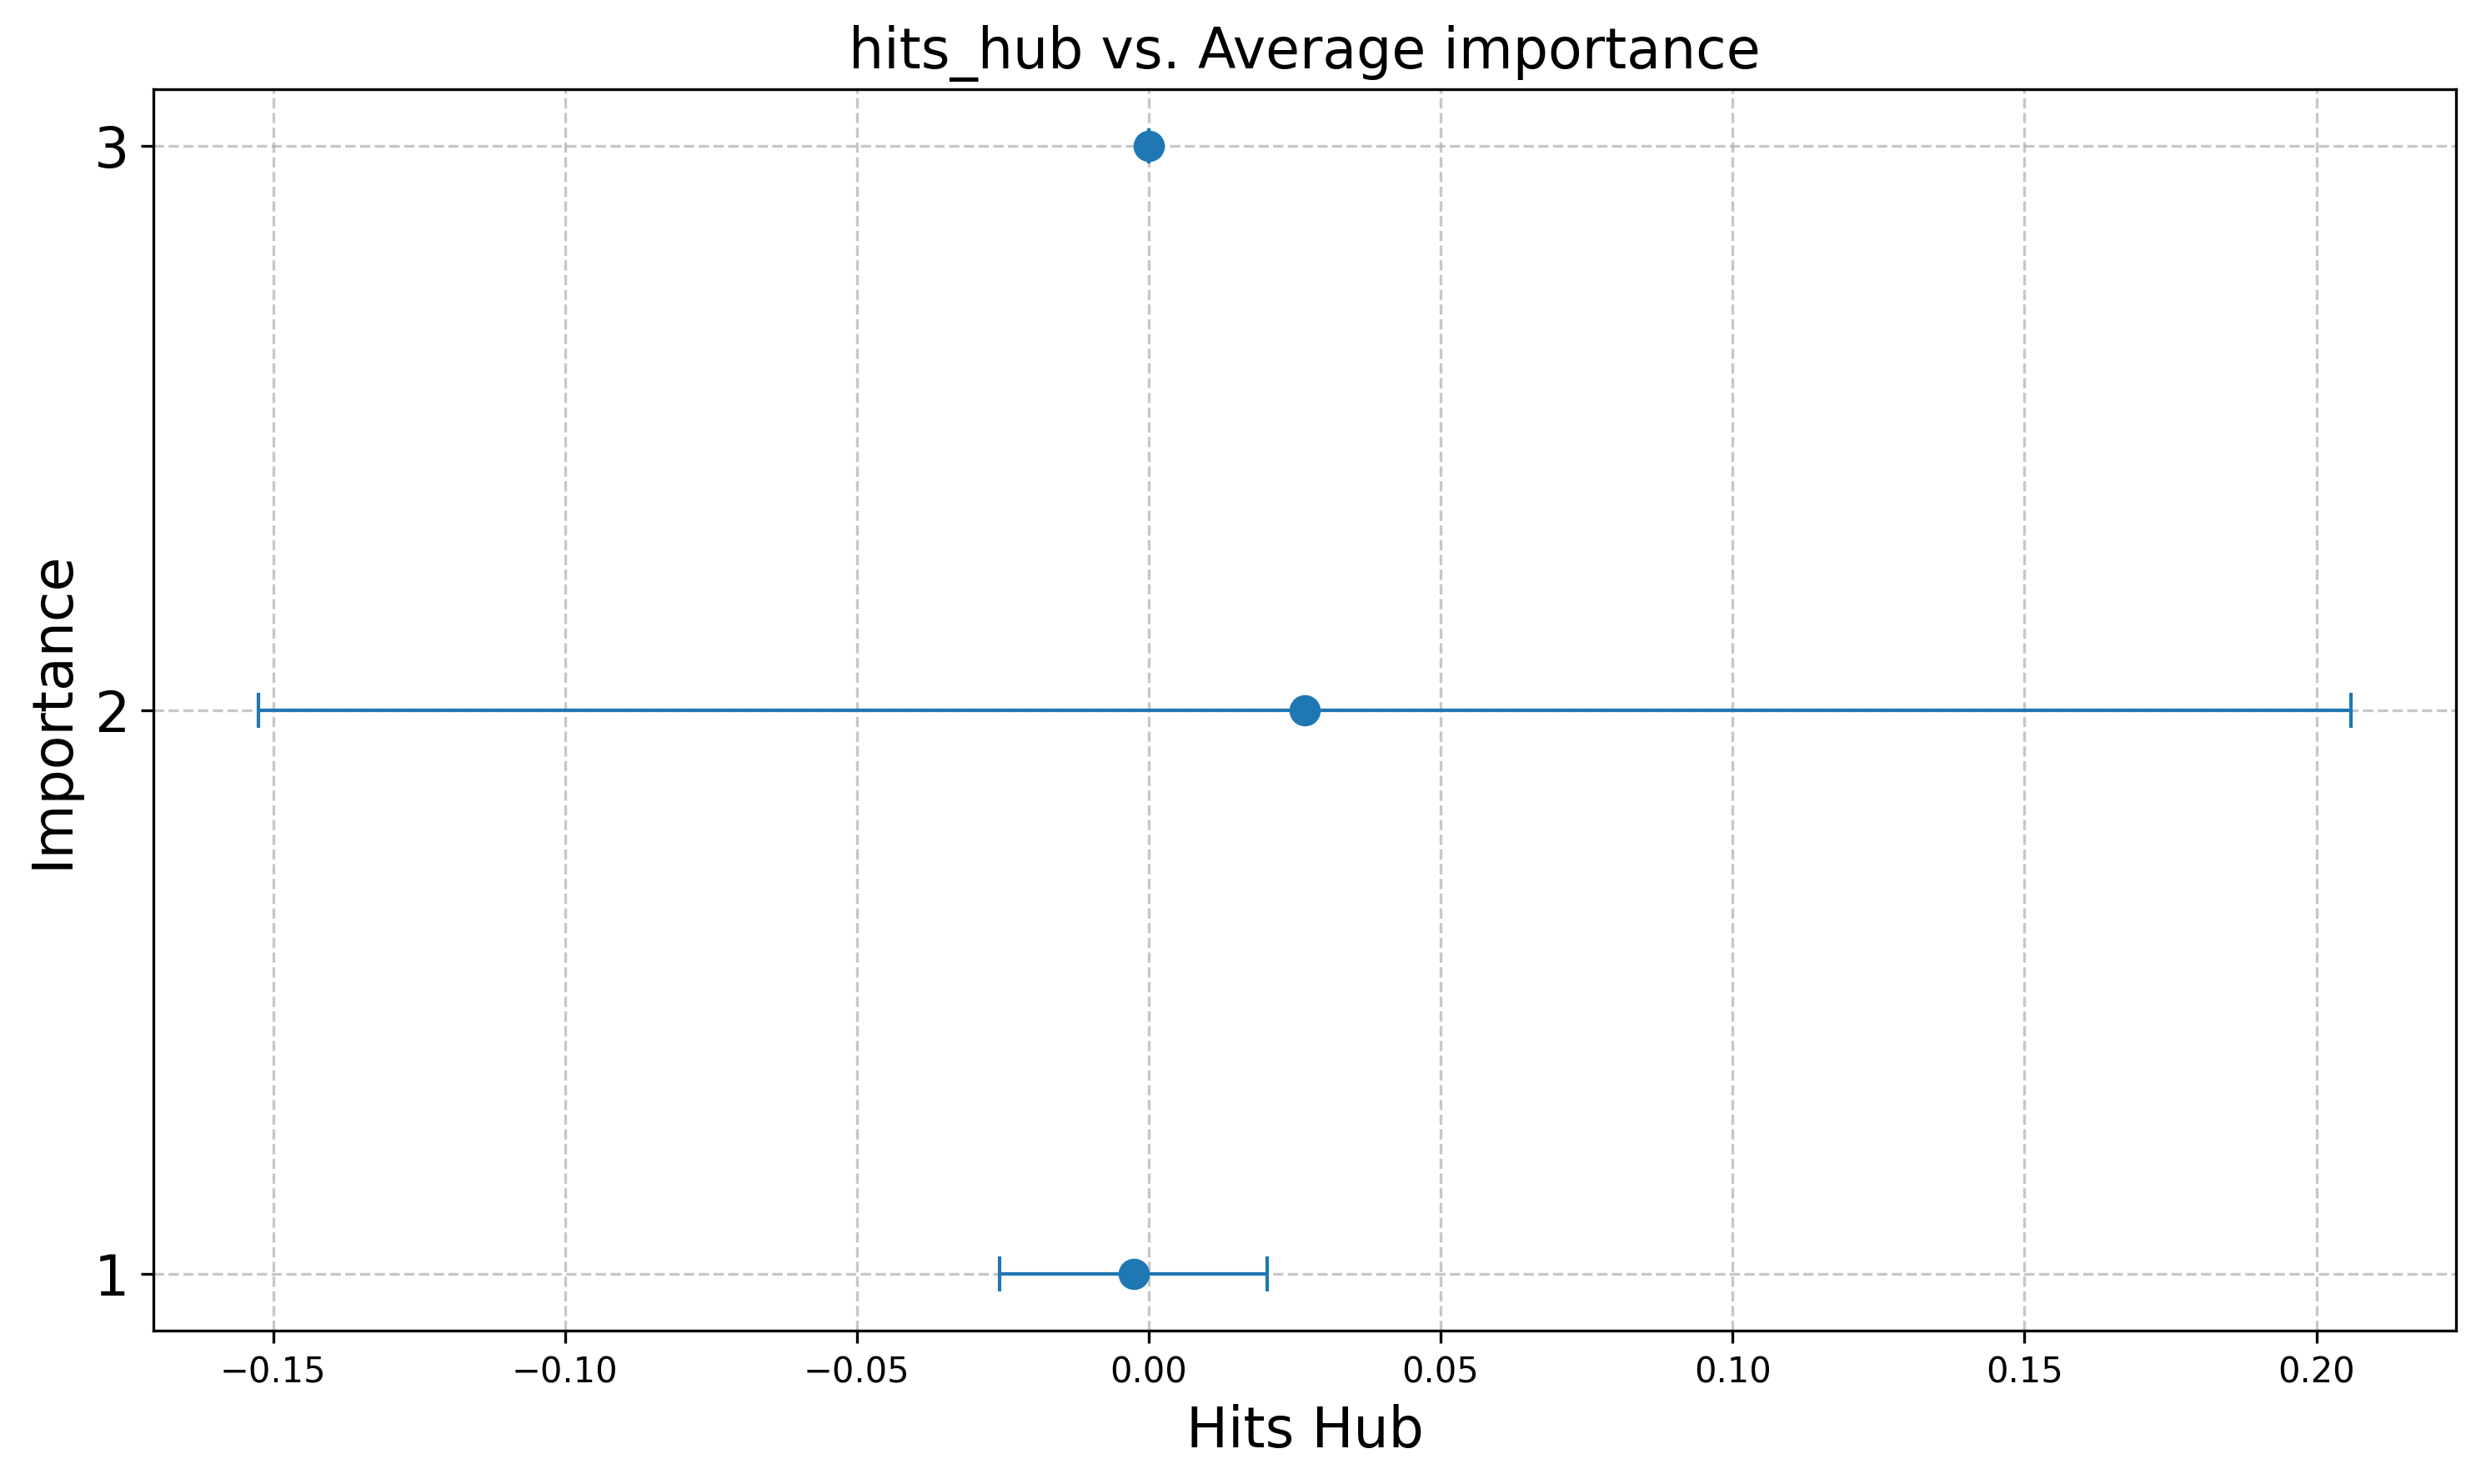 hits_hub vs. Average importance
3
2
1
Importance
−0.15 −0.10 −0.05 0.00 0.05 0.10 0.15 0.20
Hits Hub